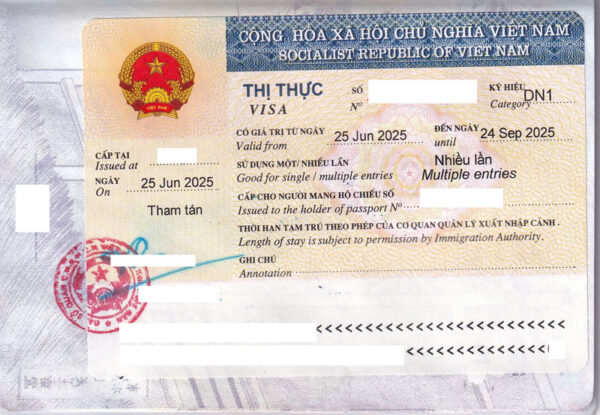 CỘNG HÒA XÃ HỘI CHỦ NGHĨA VIỆT NAM
SOCIALIST REPUBLIC OF VIET NAM
VIỆT NAM
THỊ THỰC
VISA
SỐ
Nº
KÝ HIỆU
Category DN1
CÓ GIÁ TRỊ TỪ NGÀY
Valid from 25 Jun 2025
ĐẾN NGÀY
until 24 Sep 2025
CẤP TẠI
Issued at
SỬ DỤNG MỘT/ NHIỀU LẦN Nhiều lần
Good for single / multiple entries Multiple entries
NGÀY
On 25 Jun 2025
CẤP CHO NGƯỜI MANG HỘ CHIẾU SỐ
Issued to the holder of passport Nº
Tham tán
THỜI HẠN TẠM TRÚ THEO PHÉP CỦA CƠ QUAN QUẢN LÝ XUẤT NHẬP CẢNH .
Length of stay is subject to permission by Immigration Authority.
GHI CHÚ
Annotation
<<<<<<<<<<<<<<<<<<<<<<<<<
<<<<<<<<<<<<<<